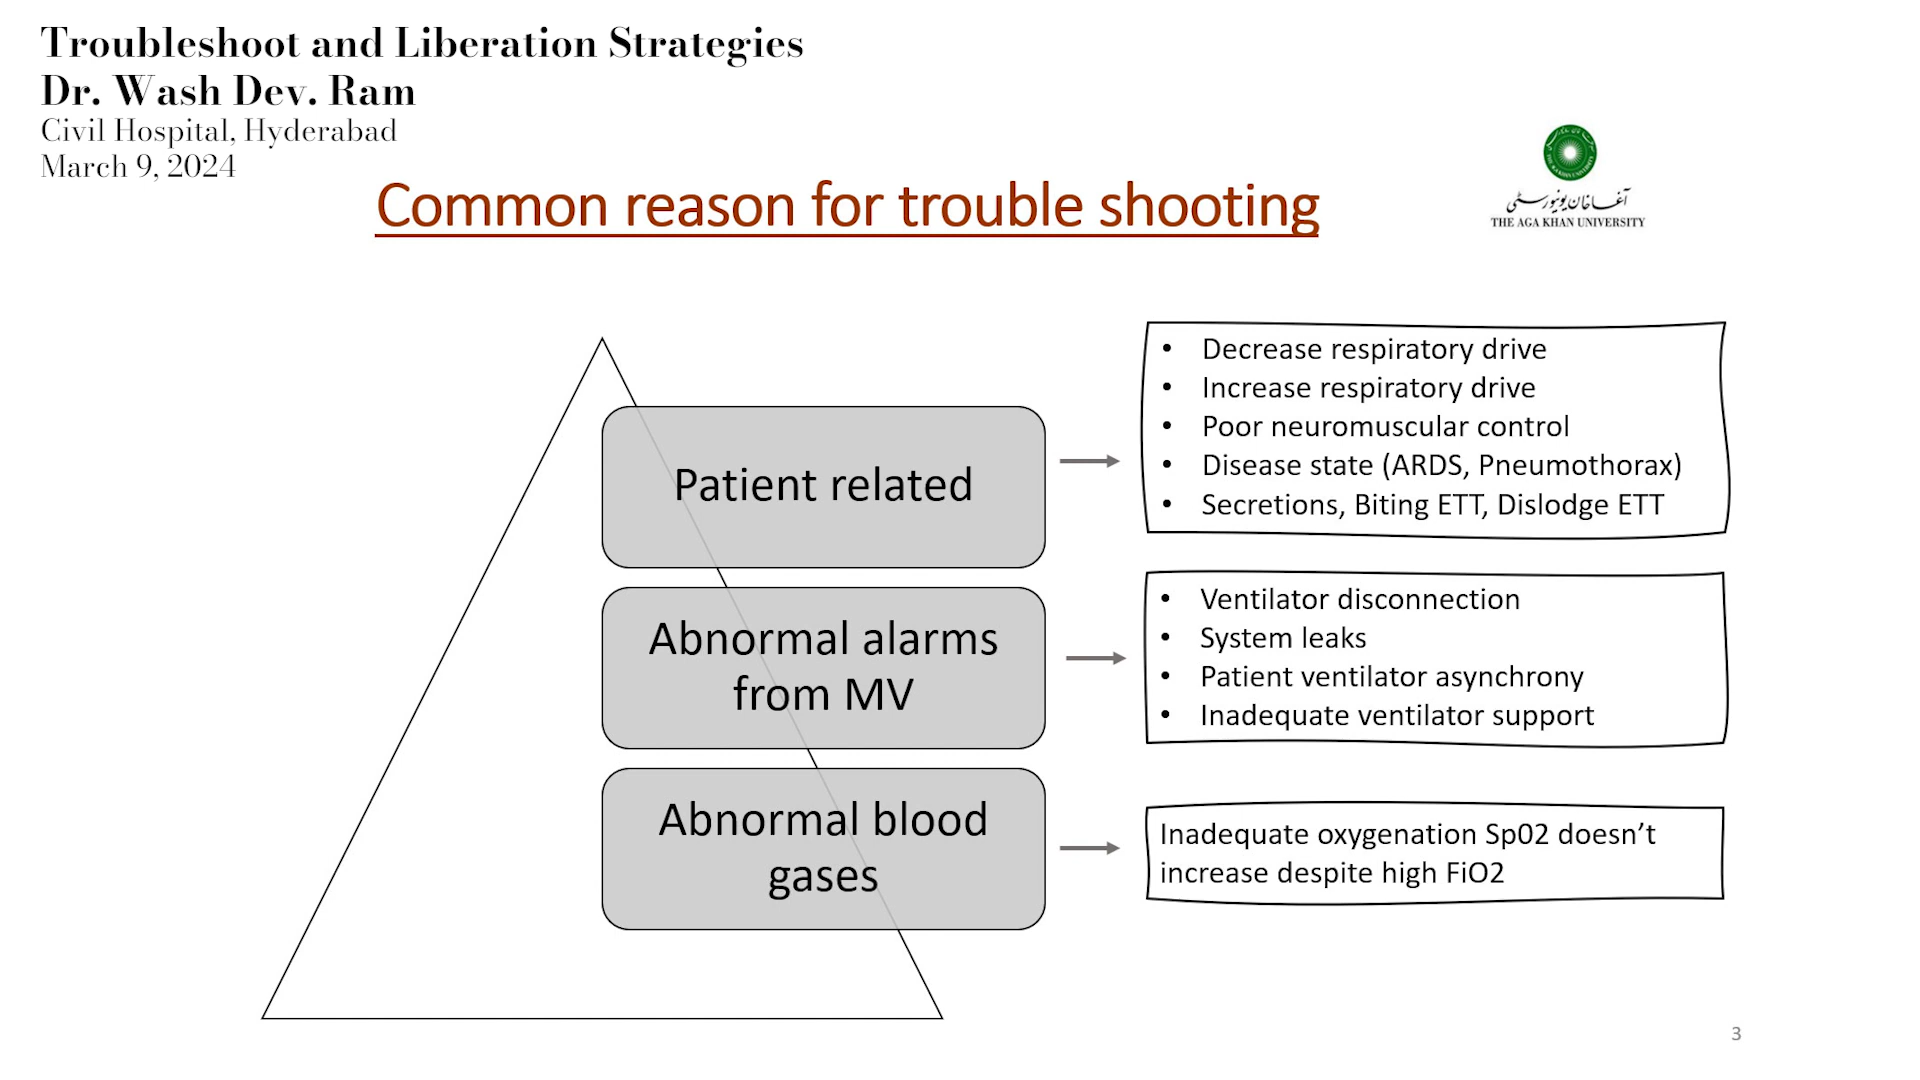 Troubleshoot and Liberation Strategies
Dr. Wash Dev. Ram
Civil Hospital, Hyderabad
March 9, 2024
Common reason for trouble shooting
آغا خان یونیورسٹی
THE AGA KHAN UNIVERSITY
Patient related
• Decrease respiratory drive
• Increase respiratory drive
• Poor neuromuscular control
• Disease state (ARDS, Pneumothorax)
• Secretions, Biting ETT, Dislodge ETT
Abnormal alarms
from MV
• Ventilator disconnection
• System leaks
• Patient ventilator asynchrony
• Inadequate ventilator support
Abnormal blood
gases
Inadequate oxygenation Sp02 doesn’t
increase despite high FiO2
3